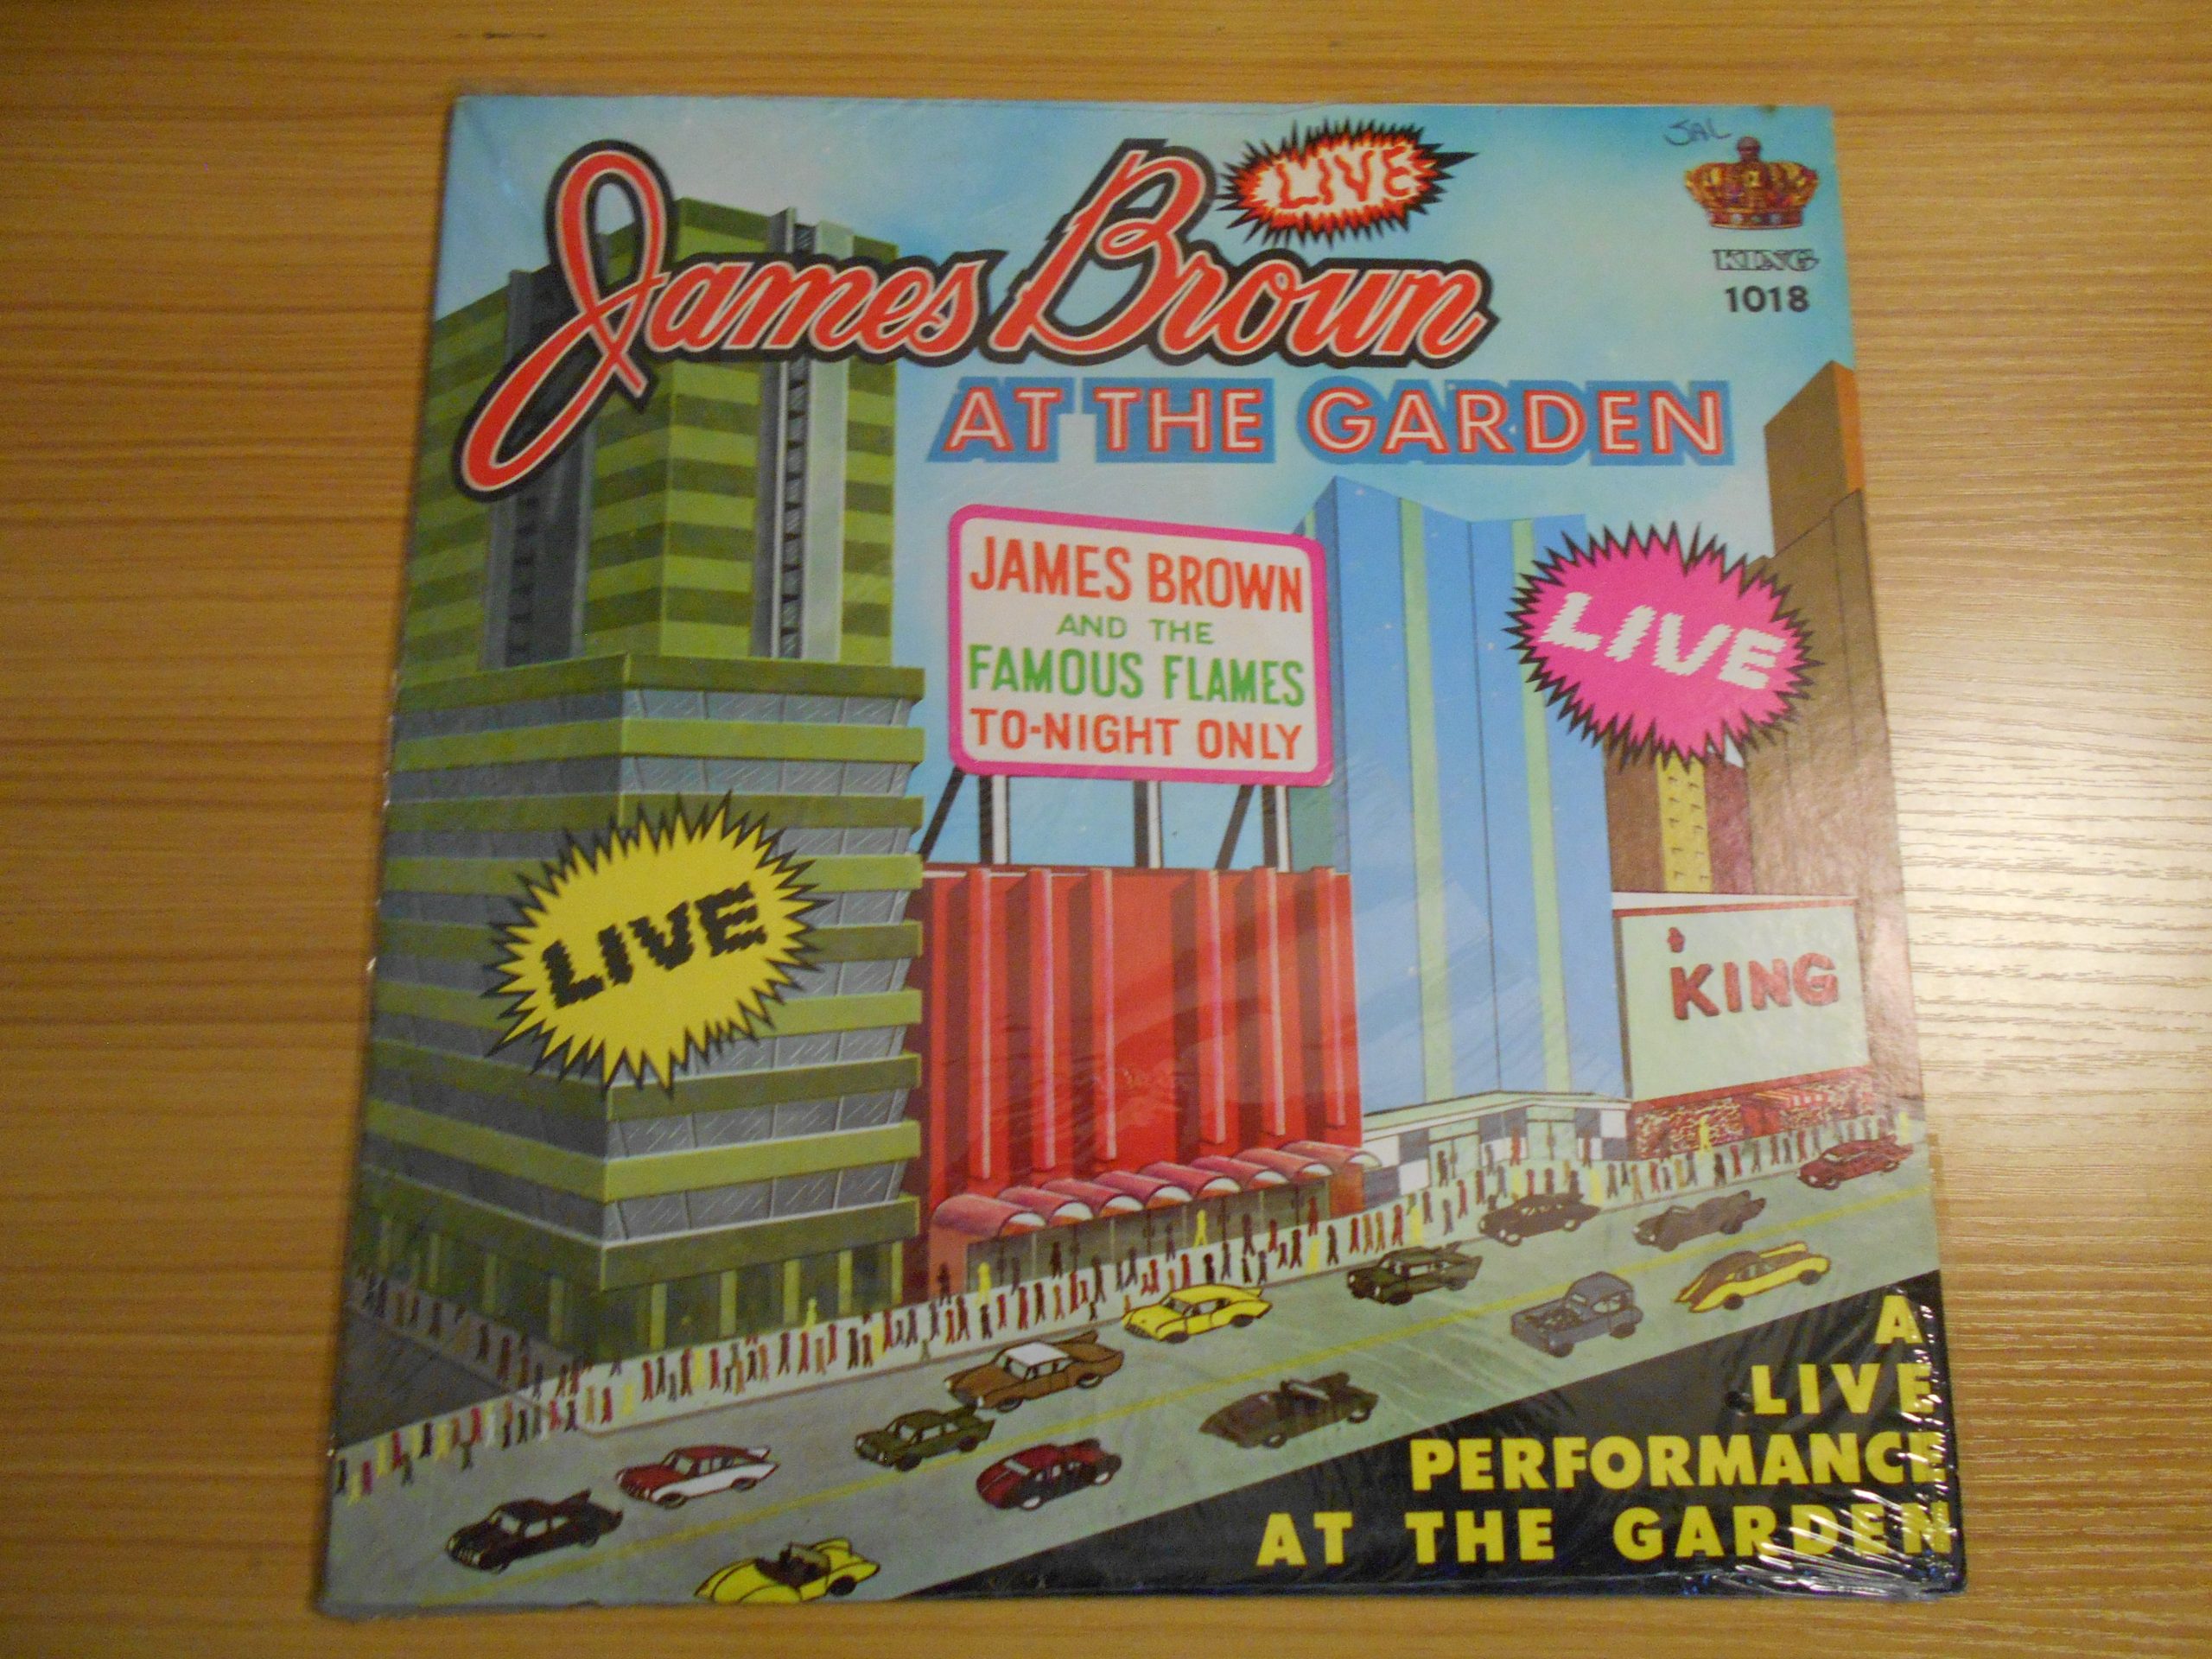 SAL
James Brown LIVE
KING
1018
AT THE GARDEN
JAMES BROWN
AND THE
FAMOUS FLAMES
TO-NIGHT ONLY
LIVE
LIVE
KING
A
LIVE
PERFORMANCE
AT THE GARDEN